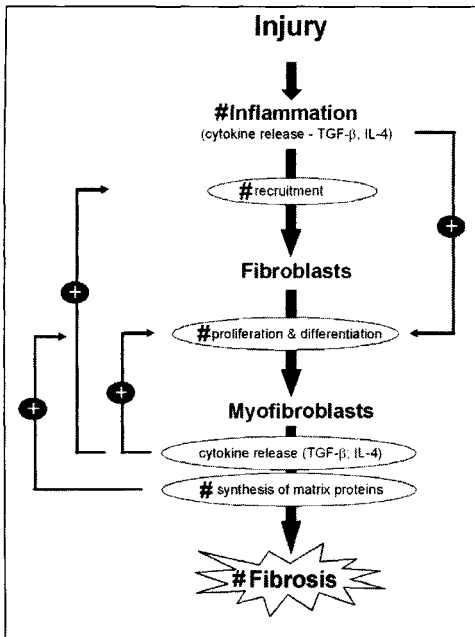 Injury
#Inflammation
(cytokine release - TGF-β, IL-4)
#recruitment
+
+
Fibroblasts
#proliferation & differentiation
+
+
Myofibroblasts
cytokine release (TGF-β; IL-4)
# synthesis of matrix proteins
#Fibrosis